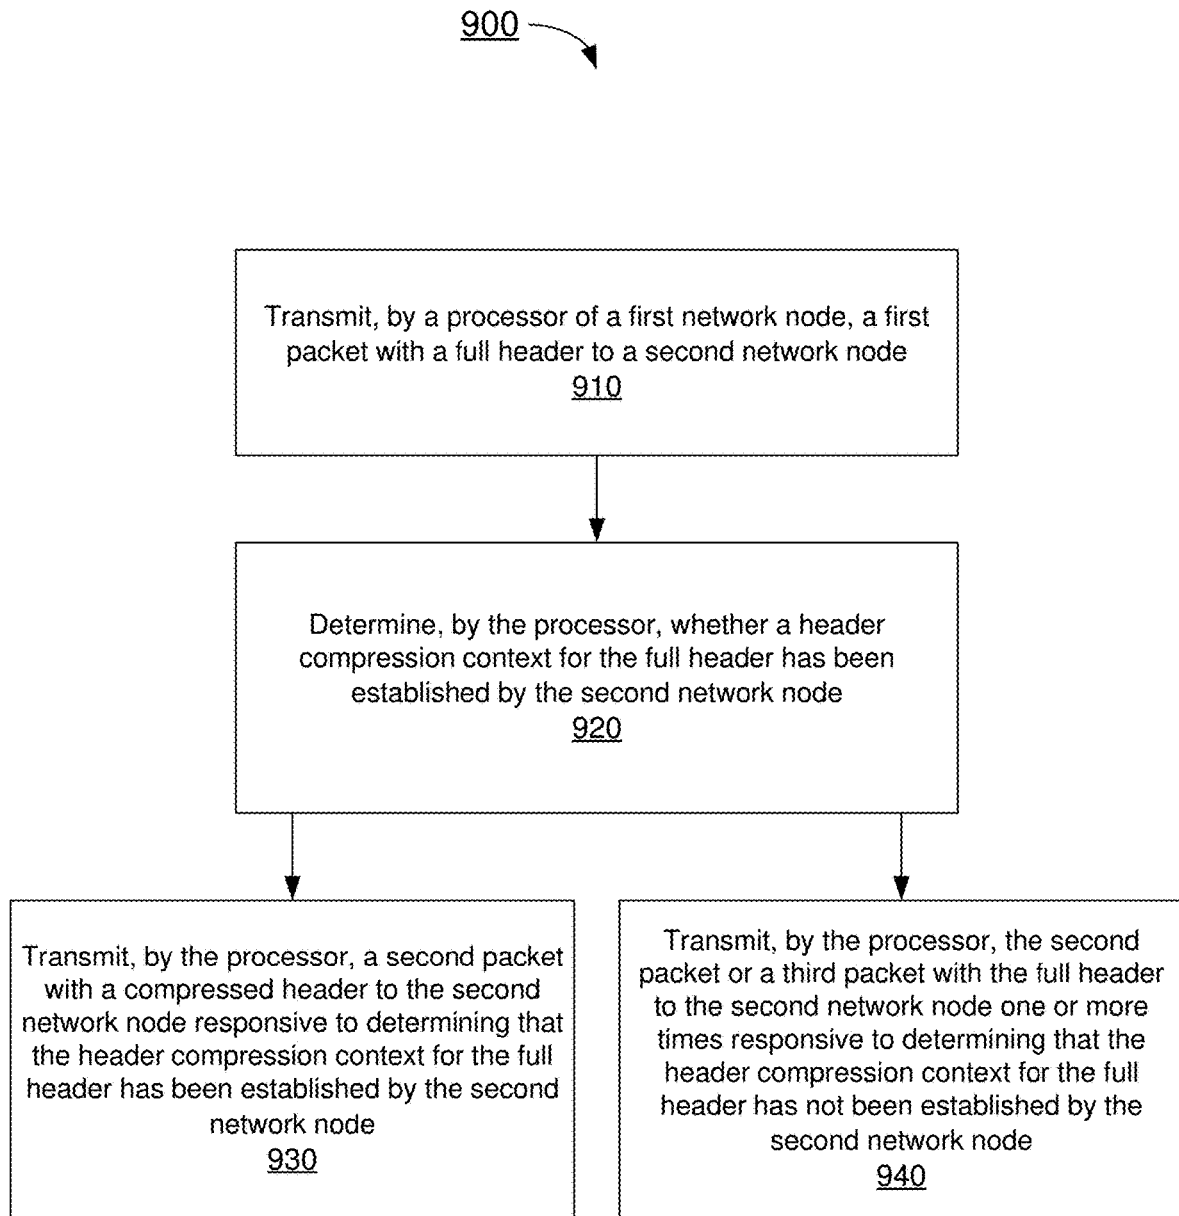 900
Transmit, by a processor of a first network node, a first
packet with a full header to a second network node
910
Determine, by the processor, whether a header
compression context for the full header has been
established by the second network node
920
Transmit, by the processor, a second packet
with a compressed header to the second
network node responsive to determining that
the header compression context for the full
header has been established by the second
network node
930
Transmit, by the processor, the second
packet or a third packet with the full header
to the second network node one or more
times responsive to determining that the
header compression context for the full
header has not been established by the
second network node
940